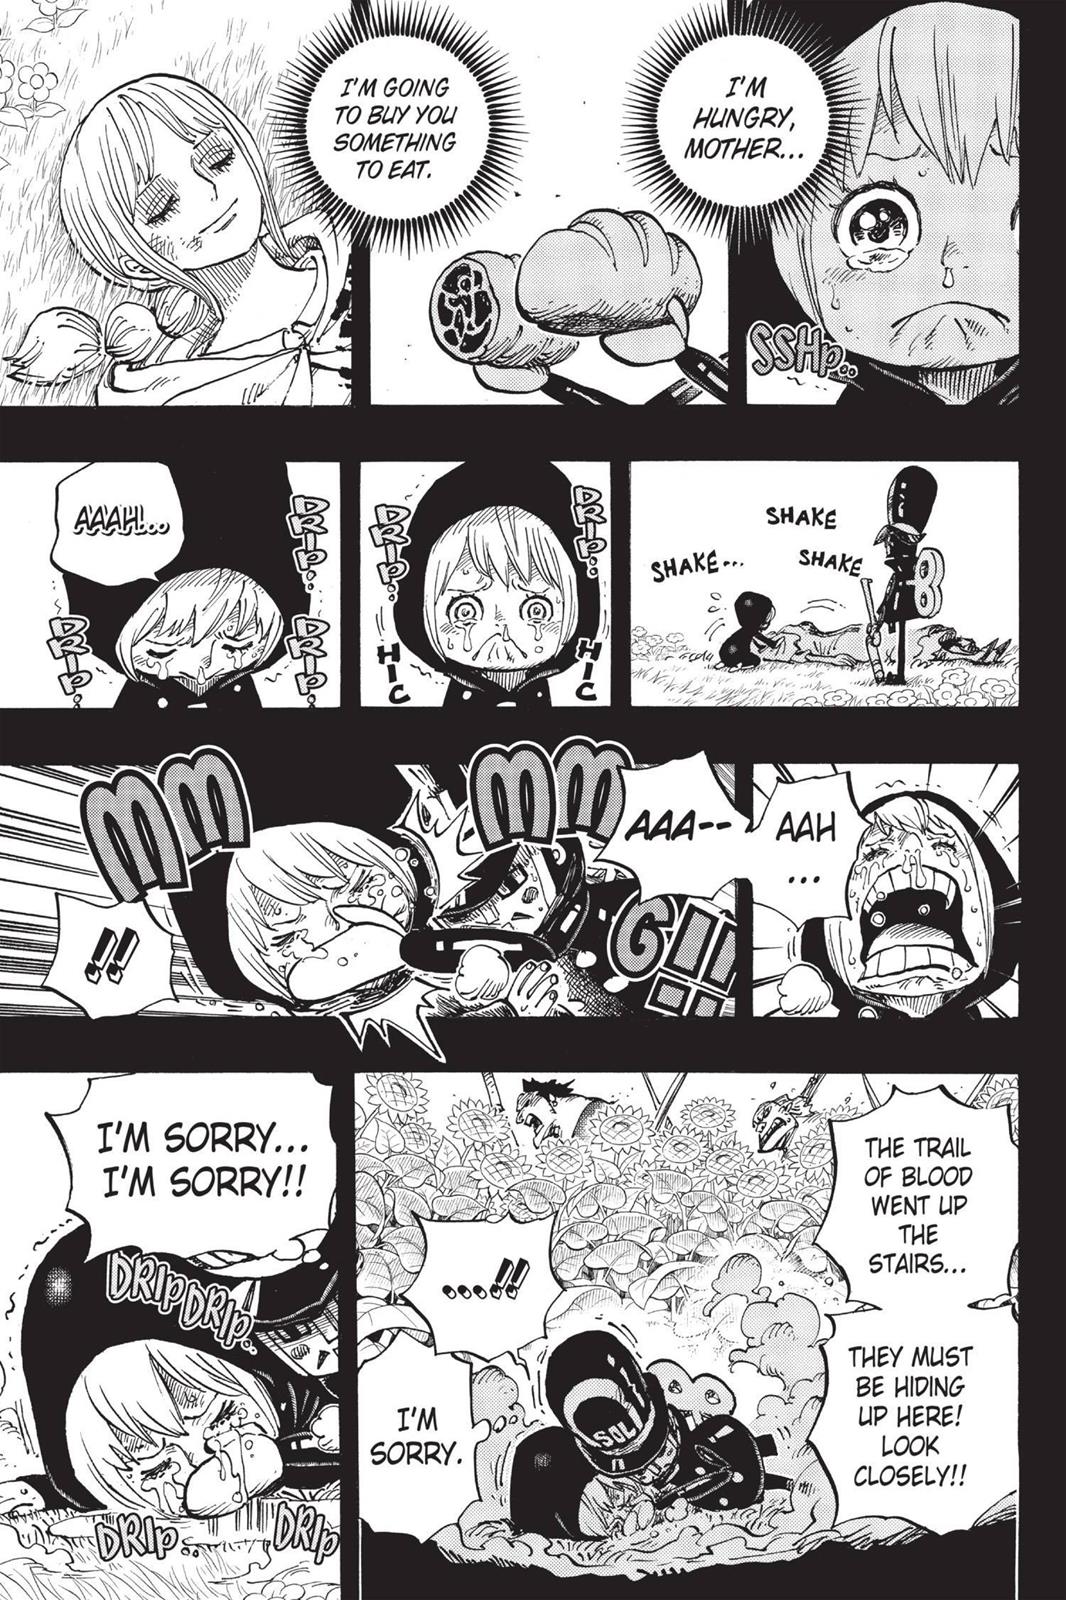 I'M
HUNGRY,
MOTHER...
SSHP..
I'M GOING
TO BUY YOU
SOMETHING
TO EAT.
SHAKE
SHAKE
SHAKE...
DRIP..
DRIP..
HIC
HIC
DRIP..
DRIP..
DRIP..
AAAH!...
AAH
...
AAA--
MM
MM
G!!!
!!
I'M SORRY...
I'M SORRY!!
DRIP
DRIP..
DRIP..
DRIP
THE TRAIL
OF BLOOD
WENT UP
THE
STAIRS...
THEY MUST
BE HIDING
UP HERE!
LOOK
CLOSELY!!
...!!
I'M
SORRY.
SOL